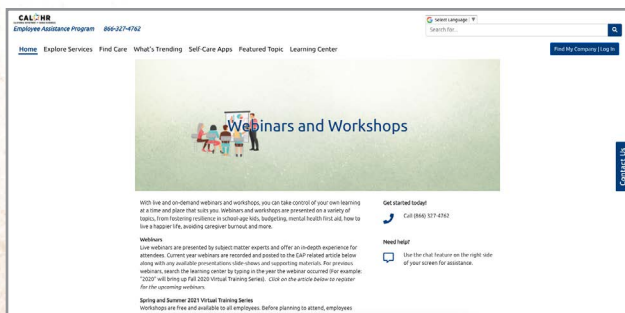 CALHR
Employee Assistance Program 866-327-4762
Select Language ▼
Search for...
Home Explore Services Find Care What's Trending Self-Care Apps Featured Topic Learning Center
Find My Company | Log In
Webinars and Workshops
Contact Us
With live and on-demand webinars and workshops, you can take control of your own learning
at a time and place that suits you. Webinars and workshops are presented on a variety of
topics, from fostering resilience in school-age kids, budgeting, mental health first aid, how to
live a happier life, avoiding caregiver burnout and more.
Webinars
Live webinars are presented by subject matter experts and offer an in-depth experience for
attendees. Current year webinars are recorded and posted to the EAP related article below
along with any available presentations slide-shows and supporting materials. For previous
webinars, search the learning center by typing in the year the webinar occurred (For example:
"2020" will bring up Fall 2020 Virtual Training Series). Click on the article below to register
for the upcoming webinars.
Spring and Summer 2021 Virtual Training Series
Workshops are free and available to all employees. Before planning to attend, employees
Get started today!
Call (866) 327-4762
Need help?
Use the chat feature on the right side
of your screen for assistance.